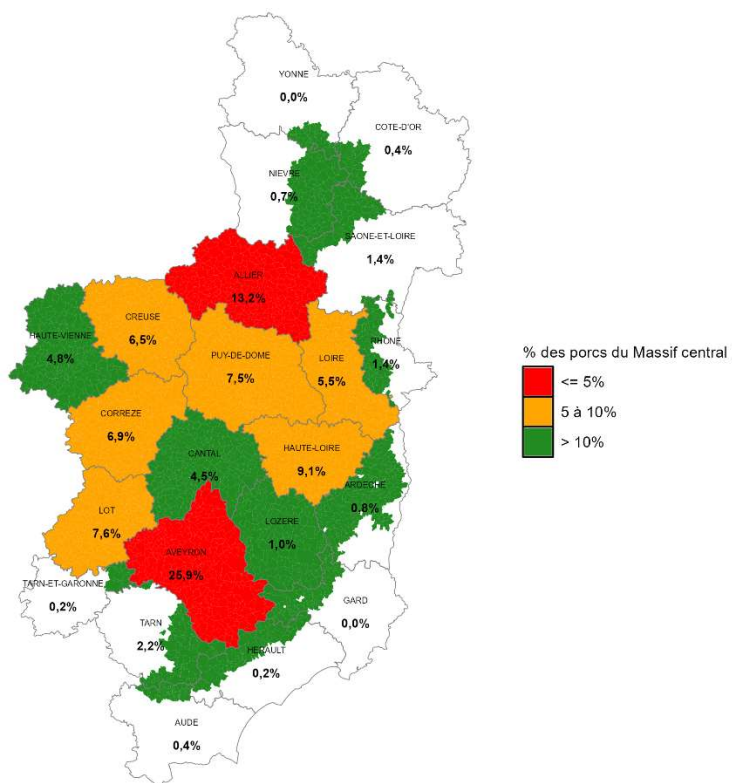 YONNE
0,0%
COTE-D'OR
0,4%
NIEVRE
0,7%
SAONE-ET-LOIRE
1,4%
ALLIER
13,2%
CREUSE
6,5%
HAUTE-VIENNE
4,8%
PUY-DE-DOME
7,5%
LOIRE
5,5%
RHONE
1,4%
% des porcs du Massif central
<= 5%
5 à 10%
> 10%
CORREZE
6,9%
CANTAL
4,5%
HAUTE-LOIRE
9,1%
ARDECHE
0,8%
LOT
7,6%
LOZERE
1,0%
AVEYRON
25,9%
TARN-ET-GARONNE
0,2%
GARD
0,0%
TARN
2,2%
HERAULT
0,2%
AUDE
0,4%